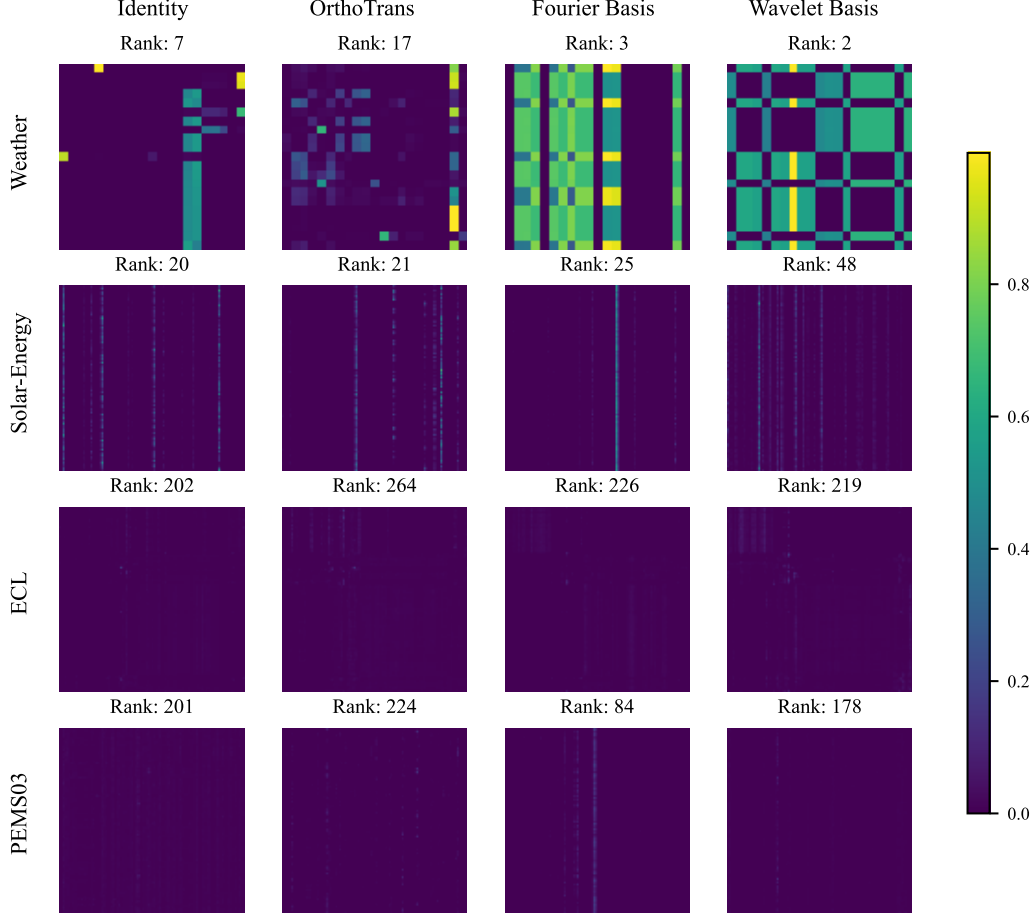 Identity OrthoTrans Fourier Basis Wavelet Basis
Rank: 7 Rank: 17 Rank: 3 Rank: 2
Weather
Rank: 20 Rank: 21 Rank: 25 Rank: 48
Solar-Energy
Rank: 202 Rank: 264 Rank: 226 Rank: 219
ECL
Rank: 201 Rank: 224 Rank: 84 Rank: 178
PEMS03
0.8
0.6
0.4
0.2
0.0